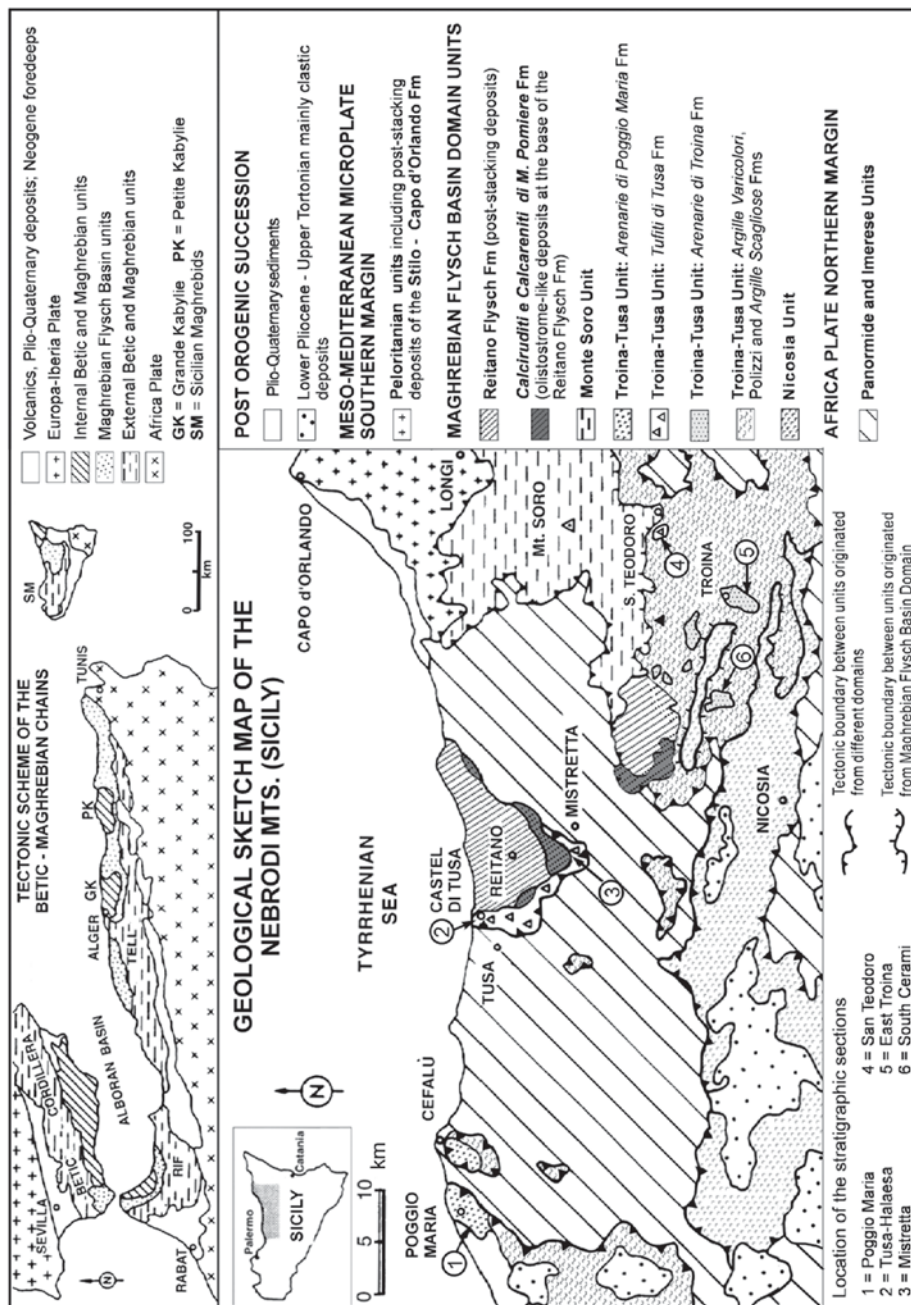 TECTONIC SCHEME OF THE
BETIC - MAGHREBIAN CHAINS
N
SEVILLA
BETIC
CORDILLERA
ALBORAN BASIN
RIF
RABAT
ALGER
GK
TELL
PK
TUNIS
SM
0
100
km
Volcanics, Plio-Quaternary deposits; Neogene foredeeps
Europa-Iberia Plate
Internal Betic and Maghrebian units
Maghrebian Flysch Basin units
External Betic and Maghrebian units
Africa Plate
GK = Grande Kabylie PK = Petite Kabylie
SM = Sicilian Maghrebids
GEOLOGICAL SKETCH MAP OF THE
NEBRODI MTS. (SICILY)
N
Palermo
Catania
SICILY
0
10
km
TYRRHENIAN
SEA
CAPO d'ORLANDO
POGGIO
MARIA
1
CEFALÙ
TUSA
2
CASTEL
DI TUSA
REITANO
3
MISTRETTA
LONGI
Mt. SORO
S. TEODORO
4
TROINA
5
6
NICOSIA
POST OROGENIC SUCCESSION
Plio-Quaternary sediments
Lower Pliocene - Upper Tortonian mainly clastic
deposits
MESO-MEDITERRANEAN MICROPLATE
SOUTHERN MARGIN
Peloritanian units including post-stacking
deposits of the Stilo - Capo d'Orlando Fm
MAGHREBIAN FLYSCH BASIN DOMAIN UNITS
Reitano Flysch Fm (post-stacking deposits)
Calciruditi e Calcareniti di M. Pomiere Fm
(olistostrome-like deposits at the base of the
Reitano Flysch Fm)
Monte Soro Unit
Troina-Tusa Unit: Arenarie di Poggio Maria Fm
Troina-Tusa Unit: Tufiti di Tusa Fm
Troina-Tusa Unit: Arenarie di Troina Fm
Troina-Tusa Unit: Argille Varicolori,
Polizzi and Argille Scagliose Fms
Nicosia Unit
AFRICA PLATE NORTHERN MARGIN
Panormide and Imerese Units
Location of the stratigraphic sections
1 = Poggio Maria
2 = Tusa-Halaesa
3 = Mistretta
4 = San Teodoro
5 = East Troina
6 = South Cerami
Tectonic boundary between units originated
from different domains
Tectonic boundary between units originated
from Maghrebian Flysch Basin Domain